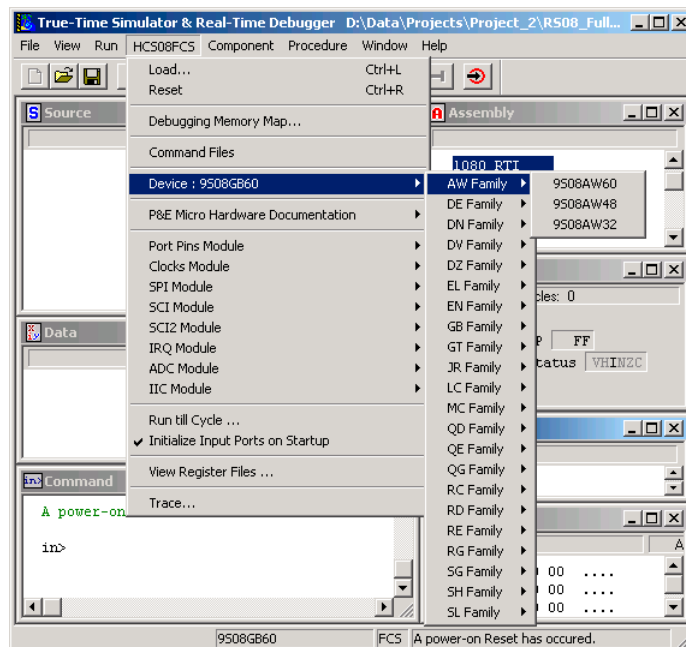 True-Time Simulator & Real-Time Debugger D:\Data\Projects\Project_2\RS08_Full...
File View Run HCS08FCS Component Procedure Window Help
Load... Ctrl+L
Reset Ctrl+R
Debugging Memory Map...
Command Files
Device : 9S08GB60
P&E Micro Hardware Documentation
Port Pins Module
Clocks Module
SPI Module
SCI Module
SCI2 Module
IRQ Module
ADC Module
IIC Module
Run till Cycle ...
Initialize Input Ports on Startup
View Register Files ...
Trace...
AW Family
DE Family
DN Family
DV Family
DZ Family
EL Family
EN Family
GB Family
GT Family
JR Family
LC Family
MC Family
QD Family
QE Family
QG Family
RC Family
RD Family
RE Family
RG Family
SG Family
SH Family
SL Family
9S08AW60
9S08AW48
9S08AW32
S Source
Assembly
1080 RTI
0
FF
VHINZC
Data
in> Command
A power-on
in>
A
00 ....
00 00 ....
00 ....
9S08GB60 FCS A power-on Reset has occured.